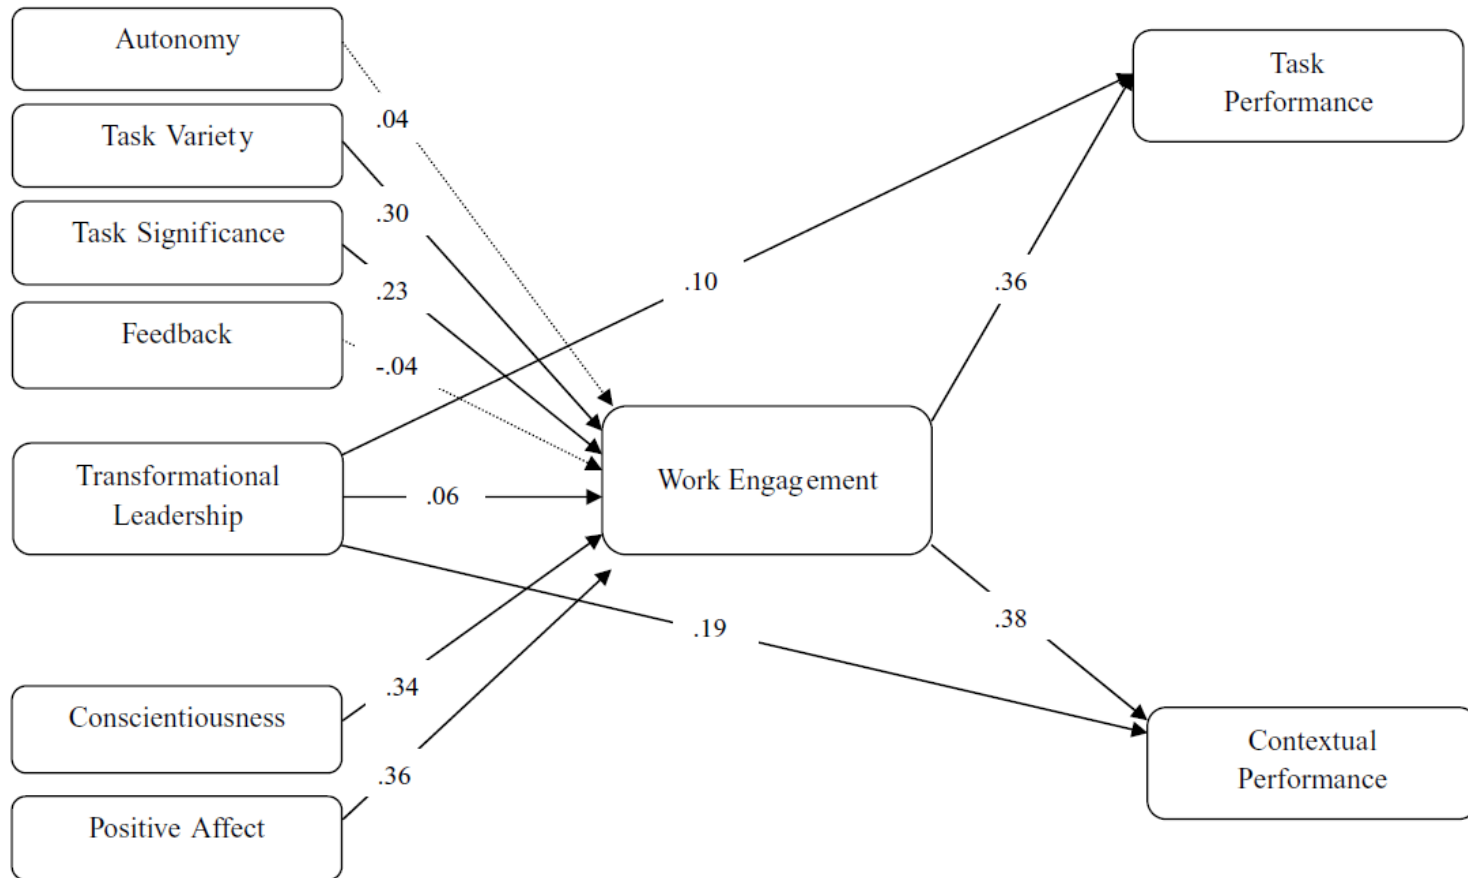 Autonomy
Task Variety
Task Significance
Feedback
Transformational
Leadership
Conscientiousness
Positive Affect
.04
.30
.23
-.04
.06
.34
.36
.10
.19
Work Engagement
.36
.38
Task
Performance
Contextual
Performance